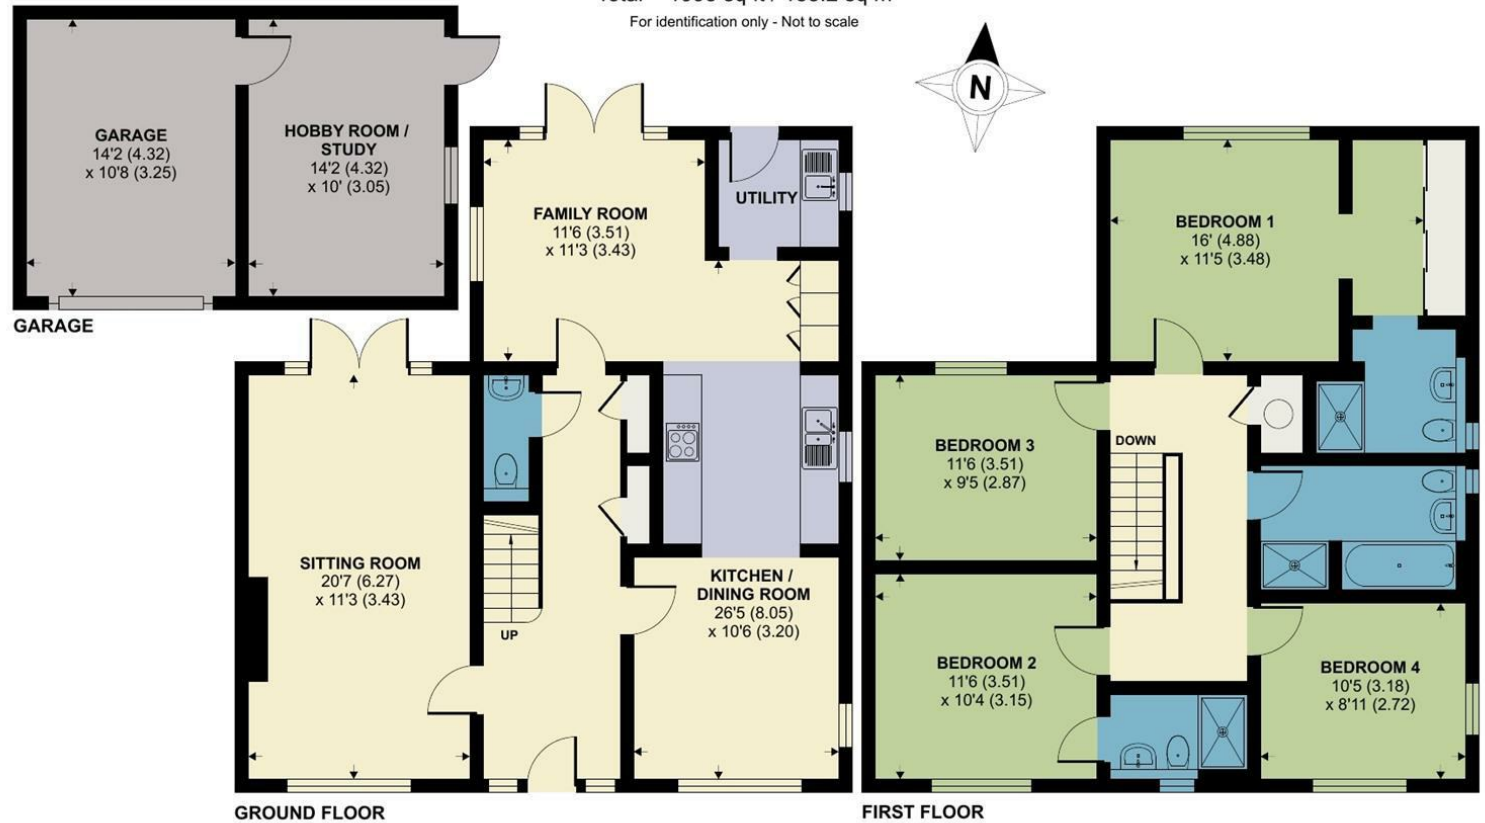 For identification only - Not to scale
N
GARAGE
14'2 (4.32)
x 10'8 (3.25)
HOBBY ROOM /
STUDY
14'2 (4.32)
x 10' (3.05)
GARAGE
FAMILY ROOM
11'6 (3.51)
x 11'3 (3.43)
UTILITY
SITTING ROOM
20'7 (6.27)
x 11'3 (3.43)
UP
KITCHEN /
DINING ROOM
26'5 (8.05)
x 10'6 (3.20)
GROUND FLOOR
BEDROOM 1
16' (4.88)
x 11'5 (3.48)
BEDROOM 3
11'6 (3.51)
x 9'5 (2.87)
DOWN
BEDROOM 2
11'6 (3.51)
x 10'4 (3.15)
BEDROOM 4
10'5 (3.18)
x 8'11 (2.72)
FIRST FLOOR